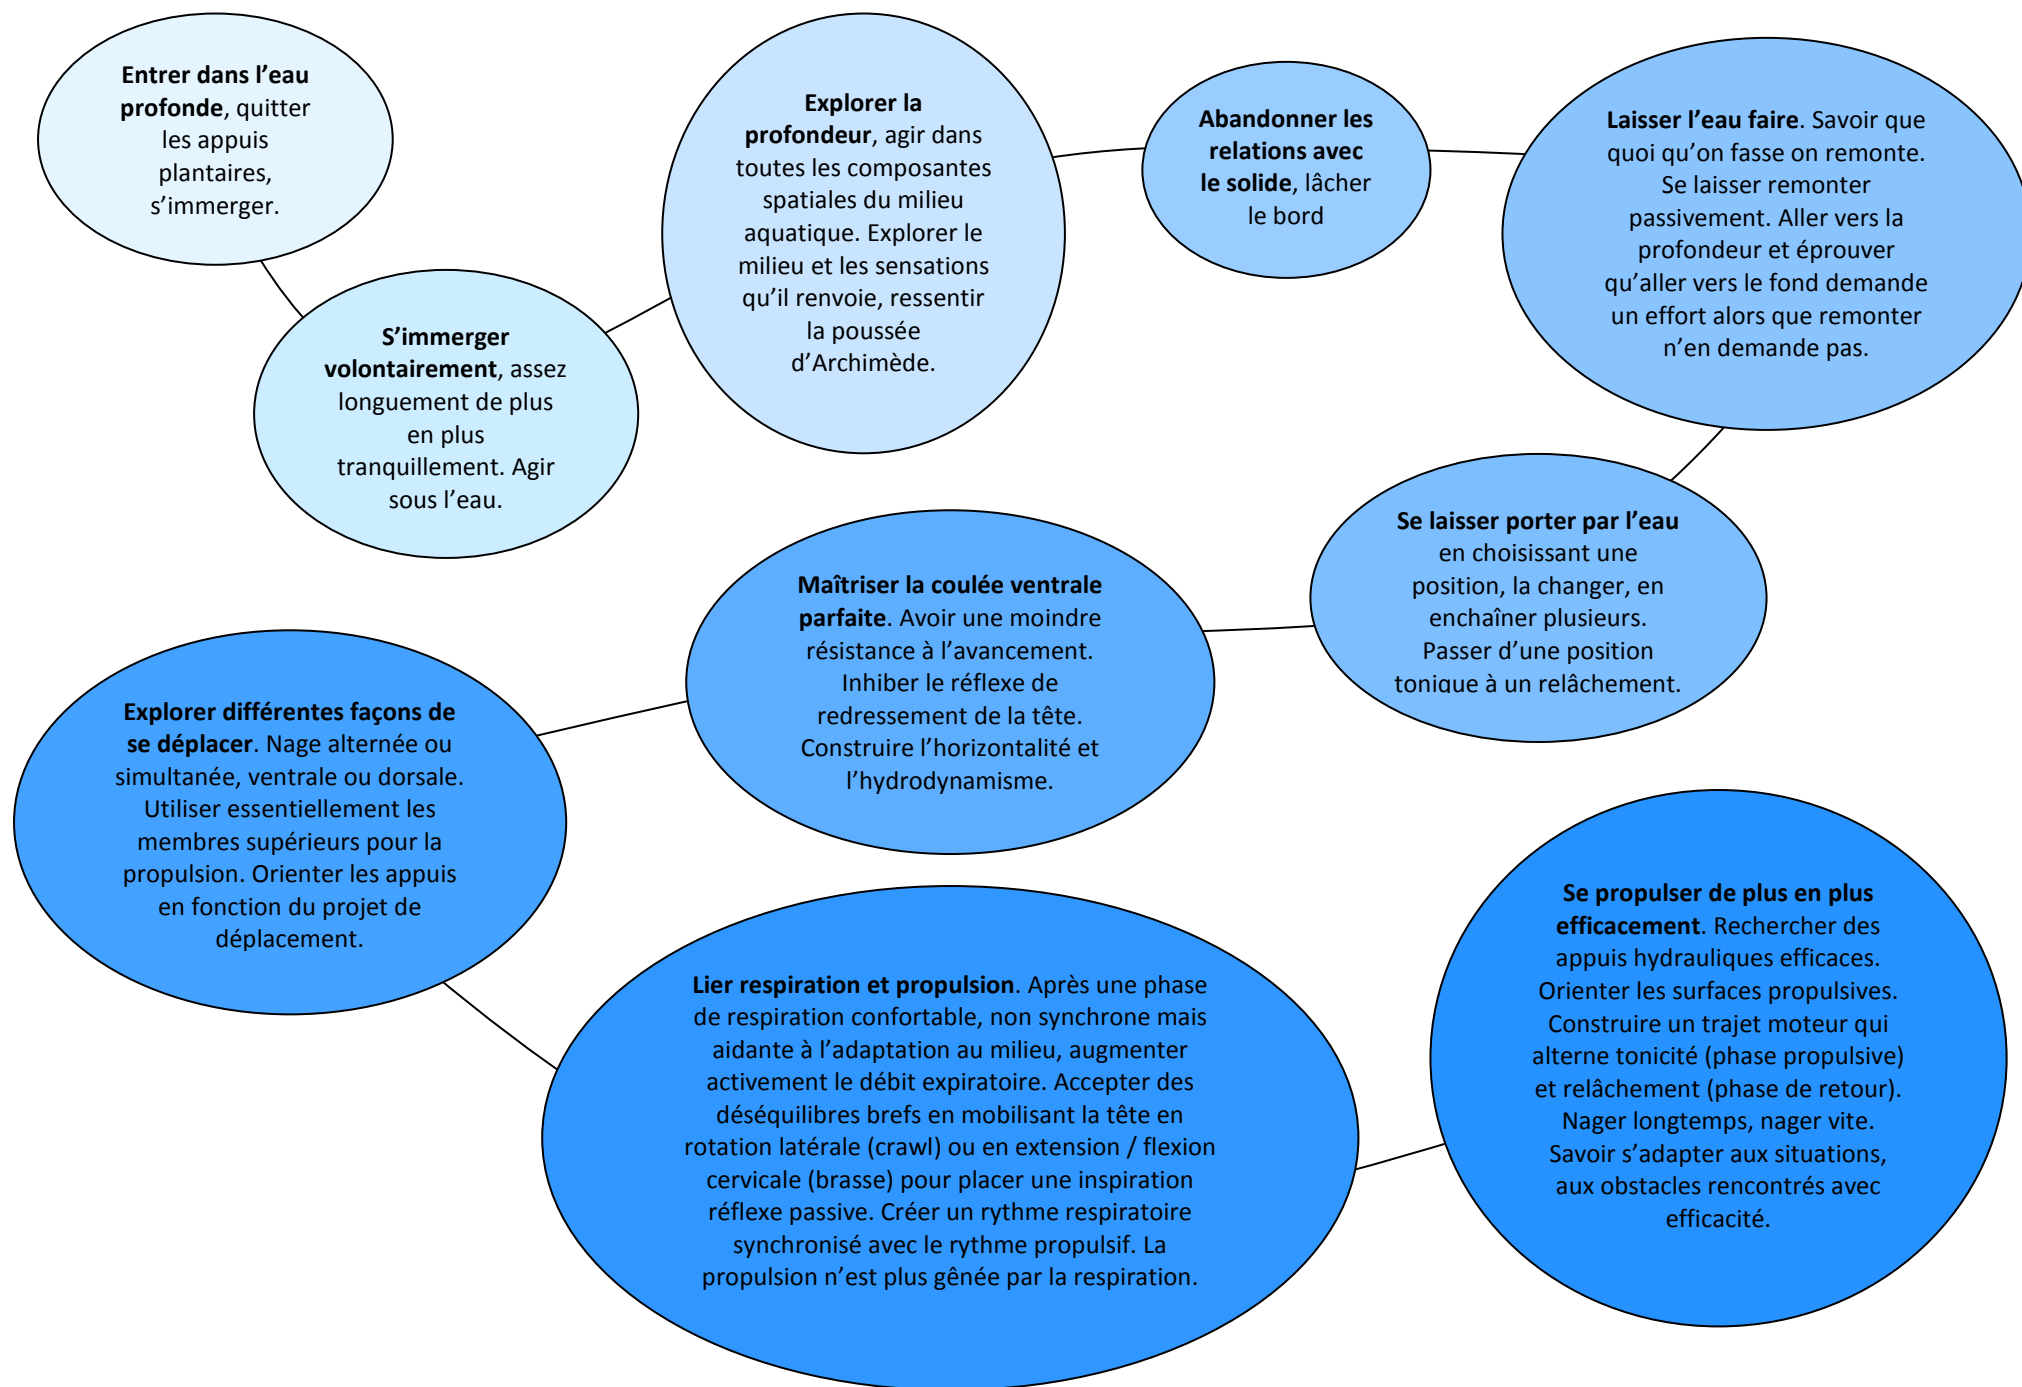 Entrer dans l’eau
profonde, quitter
les appuis
plantaires,
s’immerger.
S’immerger
volontairement, assez
longuement de plus
en plus
tranquillement. Agir
sous l’eau.
Explorer la
profondeur, agir dans
toutes les composantes
spatiales du milieu
aquatique. Explorer le
milieu et les sensations
qu’il renvoie, ressentir
la poussée
d’Archimède.
Abandonner les
relations avec
le solide, lâcher
le bord
Laisser l’eau faire. Savoir que
quoi qu’on fasse on remonte.
Se laisser remonter
passivement. Aller vers la
profondeur et éprouver
qu’aller vers le fond demande
un effort alors que remonter
n’en demande pas.
Se laisser porter par l’eau
en choisissant une
position, la changer, en
enchaîner plusieurs.
Passer d’une position
tonique à un relâchement.
Maîtriser la coulée ventrale
parfaite. Avoir une moindre
résistance à l’avancement.
Inhiber le réflexe de
redressement de la tête.
Construire l’horizontalité et
l’hydrodynamisme.
Explorer différentes façons de
se déplacer. Nage alternée ou
simultanée, ventrale ou dorsale.
Utiliser essentiellement les
membres supérieurs pour la
propulsion. Orienter les appuis
en fonction du projet de
déplacement.
Lier respiration et propulsion. Après une phase
de respiration confortable, non synchrone mais
aidante à l’adaptation au milieu, augmenter
activement le débit expiratoire. Accepter des
déséquilibres brefs en mobilisant la tête en
rotation latérale (crawl) ou en extension / flexion
cervicale (brasse) pour placer une inspiration
réflexe passive. Créer un rythme respiratoire
synchronisé avec le rythme propulsif. La
propulsion n’est plus gênée par la respiration.
Se propulser de plus en plus
efficacement. Rechercher des
appuis hydrauliques efficaces.
Orienter les surfaces propulsives.
Construire un trajet moteur qui
alterne tonicité (phase propulsive)
et relâchement (phase de retour).
Nager longtemps, nager vite.
Savoir s’adapter aux situations,
aux obstacles rencontrés avec
efficacité.